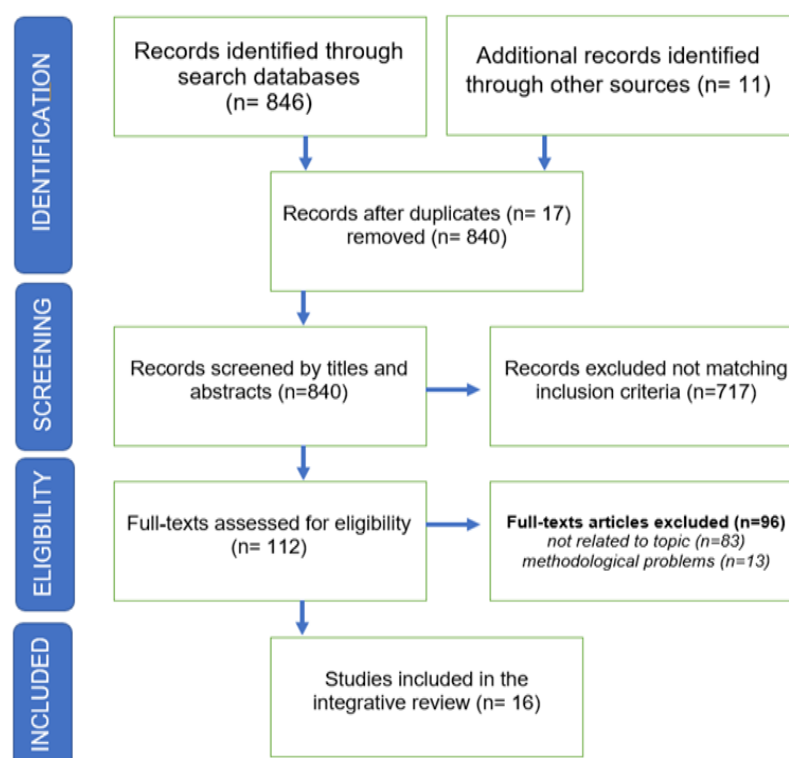 IDENTIFICATION
Records identified through
search databases
(n= 846)
Additional records identified
through other sources (n= 11)
Records after duplicates (n= 17)
removed (n= 840)
SCREENING
Records screened by titles and
abstracts (n=840)
Records excluded not matching
inclusion criteria (n=717)
ELIGIBILITY
Full-texts assessed for eligibility
(n= 112)
Full-texts articles excluded (n=96)
not related to topic (n=83)
methodological problems (n=13)
INCLUDED
Studies included in the
integrative review (n= 16)